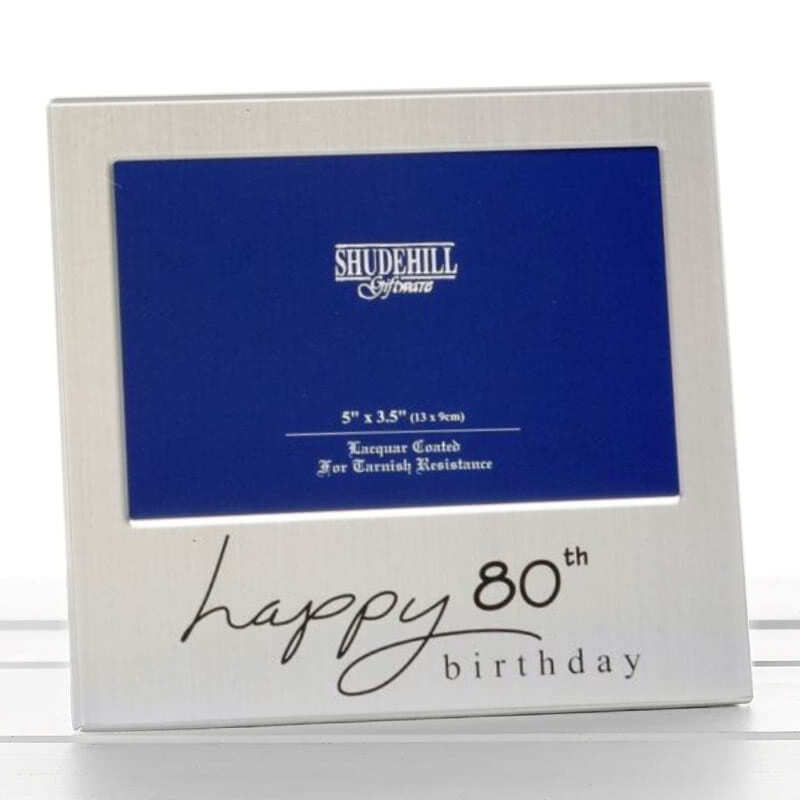 SHUDEHILL
Giftware
5" x 3.5" (13 x 9cm)
Lacquar Coated
For Tarnish Resistance
happy 80th
birthday